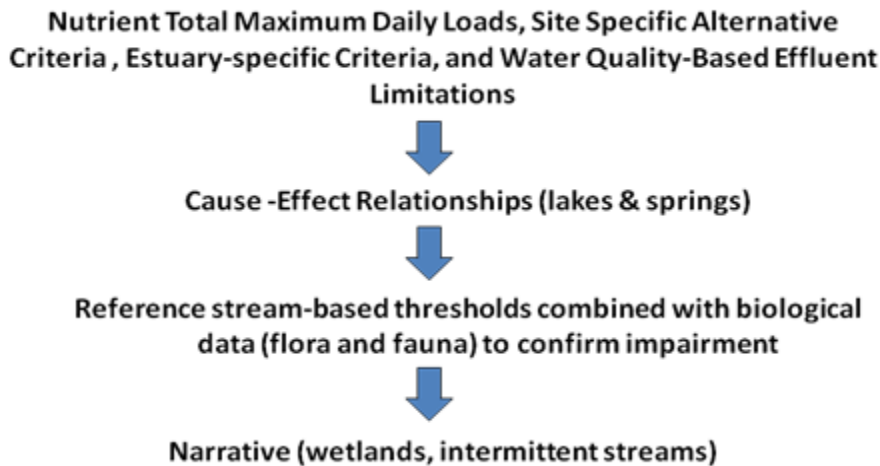 Nutrient Total Maximum Daily Loads, Site Specific Alternative
Criteria , Estuary-specific Criteria, and Water Quality-Based Effluent
Limitations
Cause -Effect Relationships (lakes & springs)
Reference stream-based thresholds combined with biological
data (flora and fauna) to confirm impairment
Narrative (wetlands, intermittent streams)